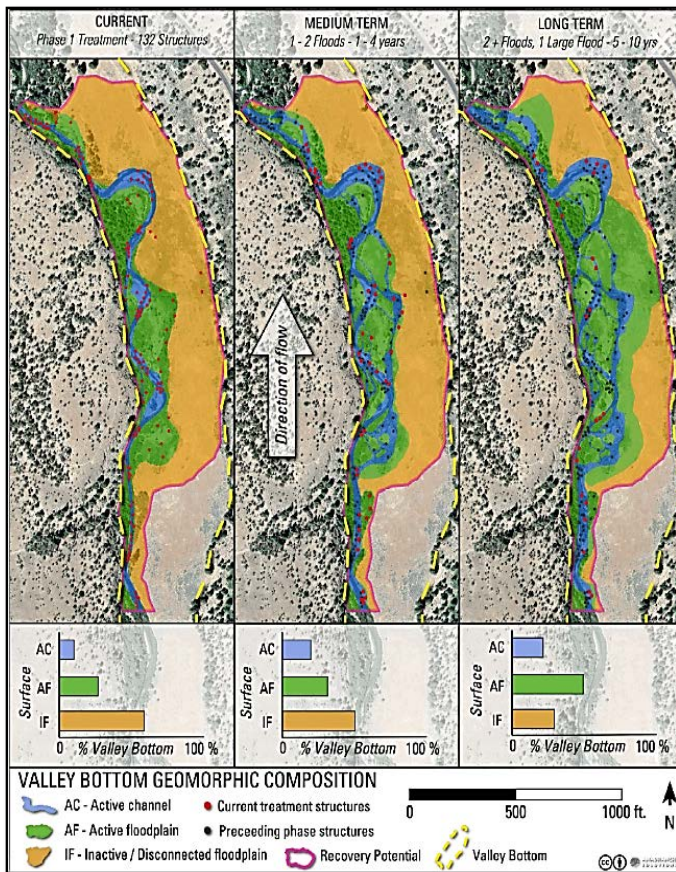 CURRENT
Phase 1 Treatment - 132 Structures
MEDIUM TERM
1 - 2 Floods - 1 - 4 years
LONG TERM
2 + Floods, 1 Large Flood - 5 - 10 yrs
Direction of flow
Surface
AC
AF
IF
0
% Valley Bottom
100 %
Surface
AC
AF
IF
0
% Valley Bottom
100 %
Surface
AC
AF
IF
0
% Valley Bottom
100 %
VALLEY BOTTOM GEOMORPHIC COMPOSITION
AC - Active channel
AF - Active floodplain
IF - Inactive / Disconnected floodplain
Current treatment structures
Preceeding phase structures
Recovery Potential
Valley Bottom
0
500
1000 ft.
N